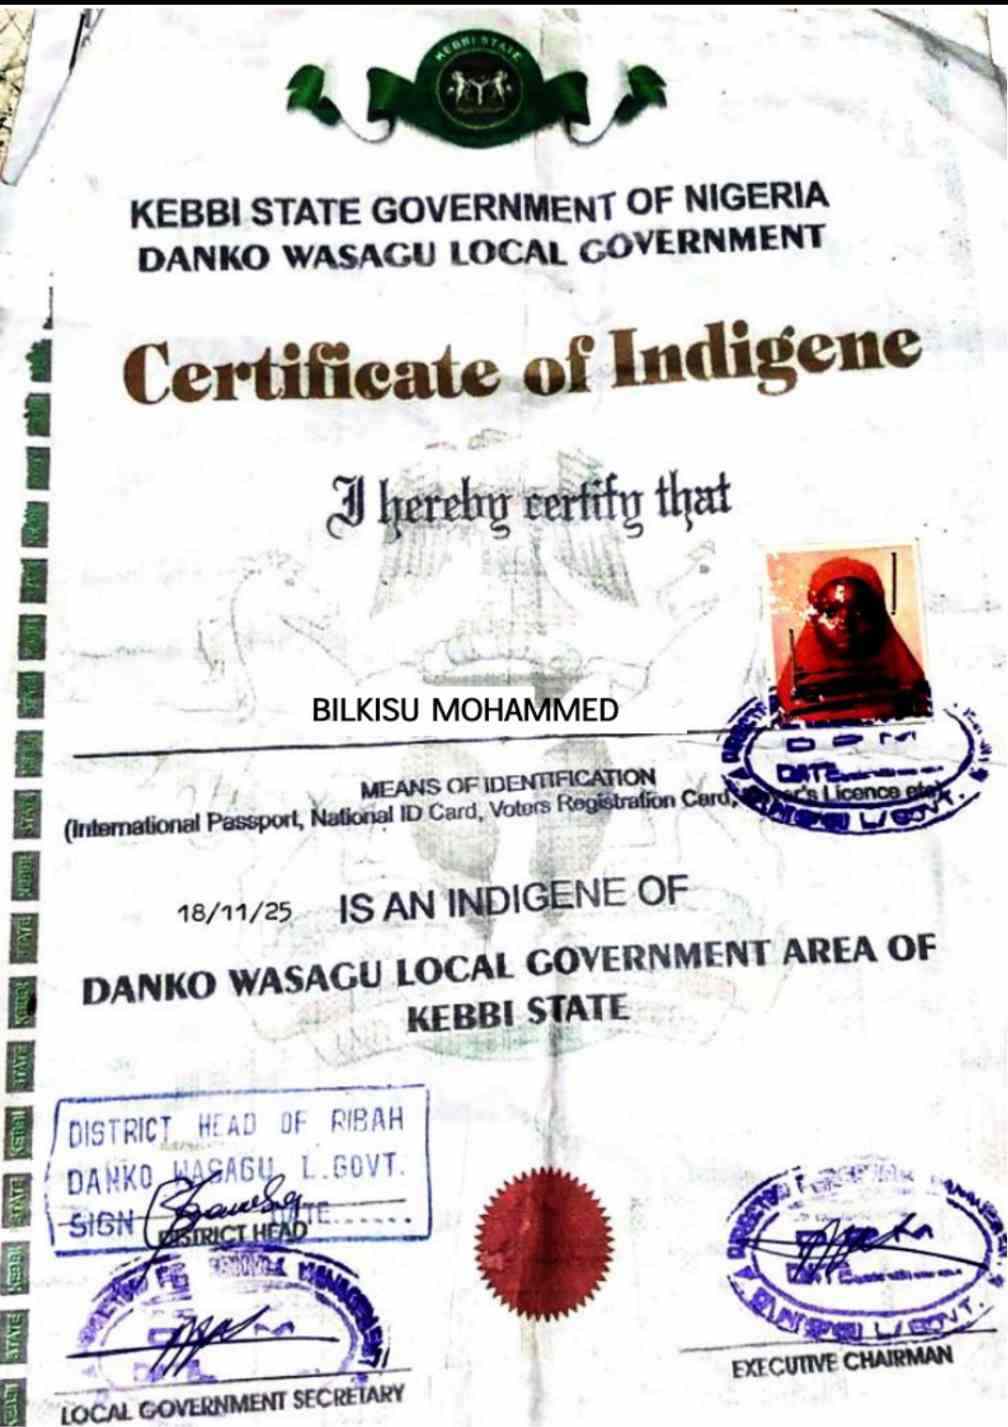 KEBBI STATE
KEBBI STATE GOVERNMENT OF NIGERIA
DANKO WASAGU LOCAL GOVERNMENT
Certificate of Indigene
I hereby certify that
BILKISU MOHAMMED
MEANS OF IDENTIFICATION
(International Passport, National ID Card, Voters Registration Card, 's Licence etc)
DATE
18/11/25 IS AN INDIGENE OF
DANKO WASAGU LOCAL GOVERNMENT AREA OF
KEBBI STATE
DISTRICT HEAD OF RIBAH
DANKO WASAGU L.GOVT.
SIGN
DISTRICT HEAD
LOCAL GOVERNMENT SECRETARY
EXECUTIVE CHAIRMAN